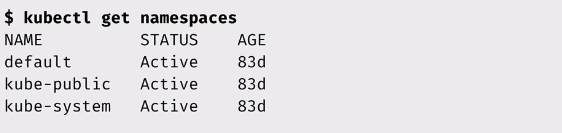 $ kubectl get namespaces
NAME          STATUS    AGE
default       Active    83d
kube-public   Active    83d
kube-system   Active    83d